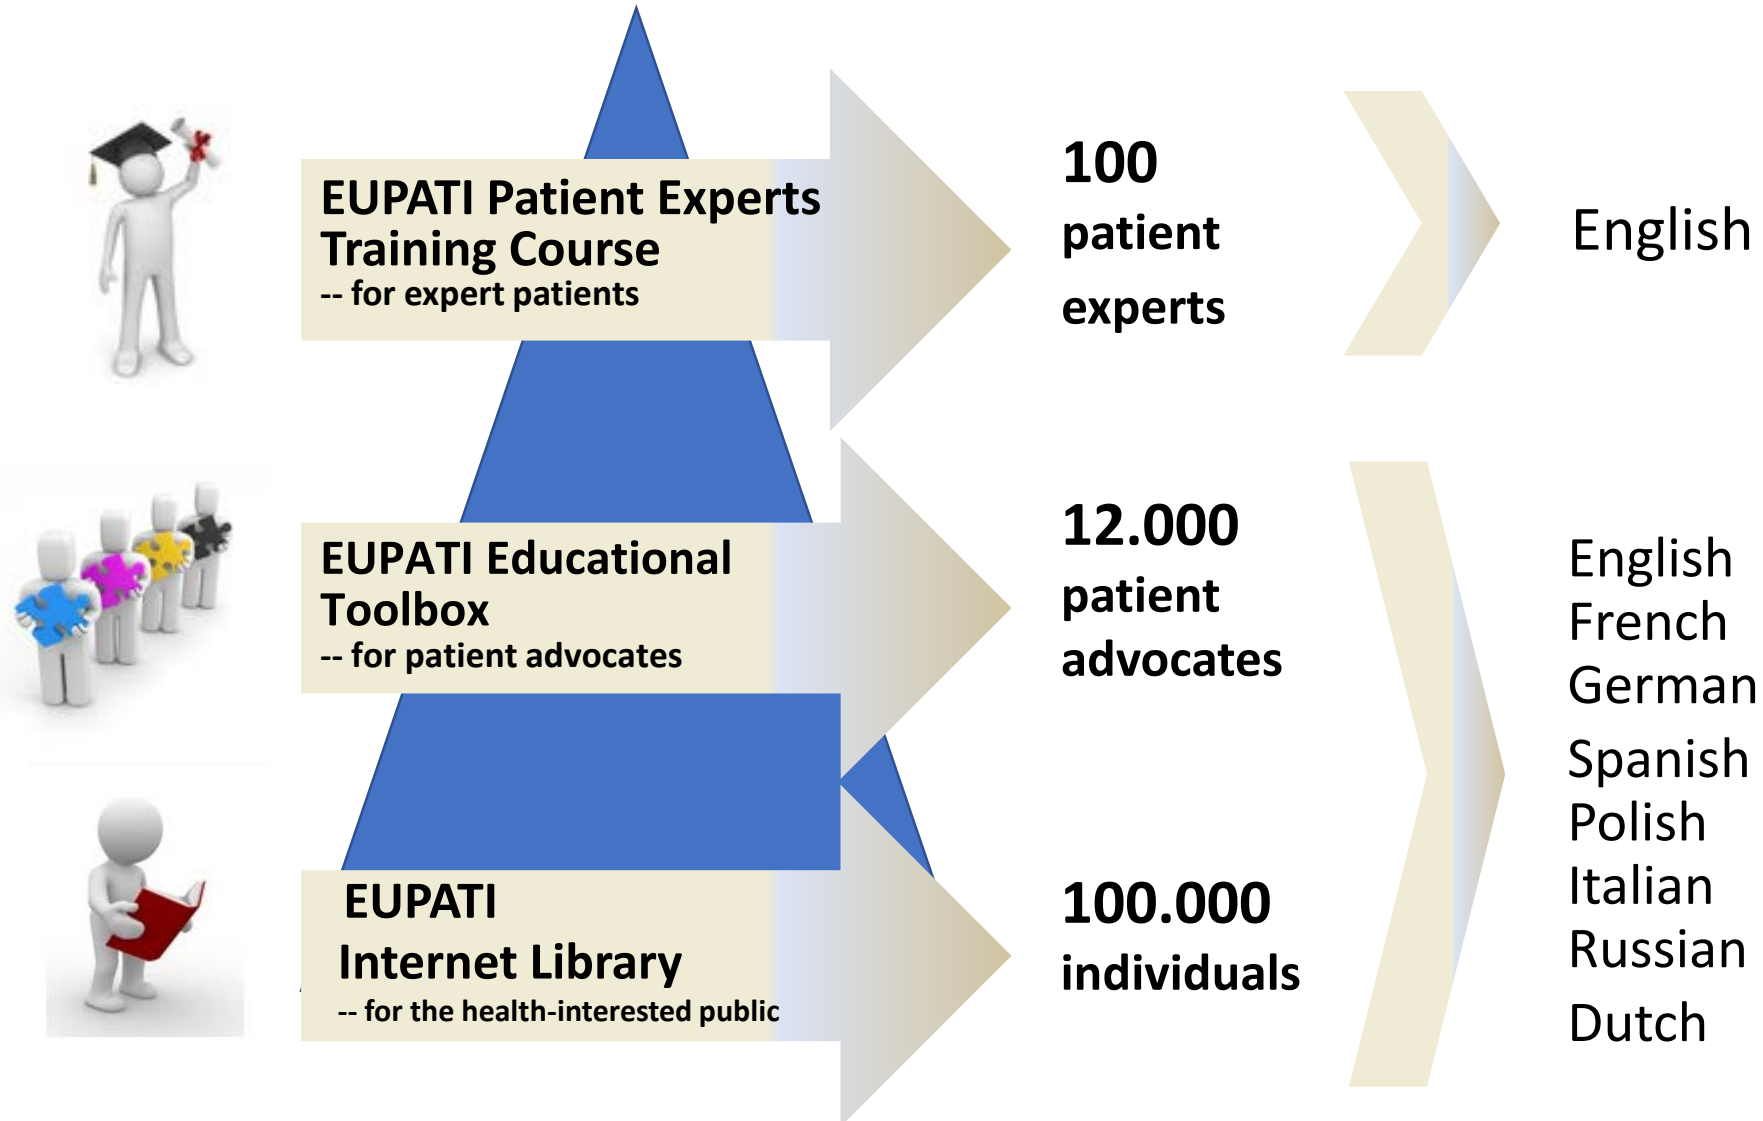 EUPATI Patient Experts
Training Course
-- for expert patients
100
patient
experts
English
EUPATI Educational
Toolbox
-- for patient advocates
12.000
patient
advocates
EUPATI
Internet Library
-- for the health-interested public
100.000
individuals
English
French
German
Spanish
Polish
Italian
Russian
Dutch